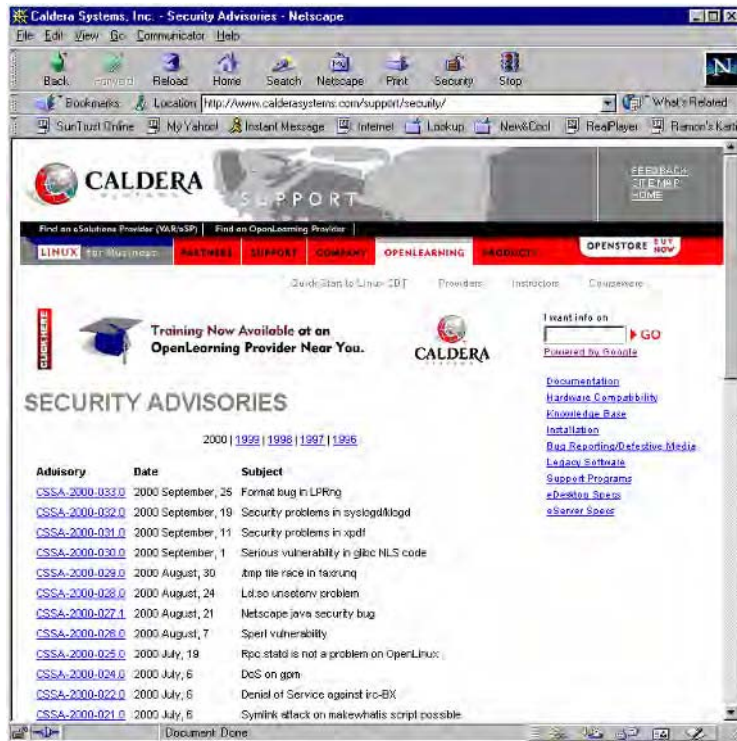 Caldera Systems, Inc. - Security Advisories - Netscape
File Edit View Go Communicator Help
Back Forward Reload Home Search Netscape Print Security Stop
Bookmarks Location http://www.calderasystems.com/support/security/ What's Related
SunTrust Online My Yahoo! Instant Message Internet Lookup New&Cool RealPlayer
CALDERA
SYSTEMS
SUPPORT
FEEDBACK
SITE MAP
HOME
Find an eSolutions Provider (VAR/eSP) Find an OpenLearning Provider
LINUX for Business PARTNERS SUPPORT COMPANY OPENLEARNING PRODUCTS OPENSTORE BUY NOW
Providers Instructors Courseware
CLICK HERE
Training Now Available at an
OpenLearning Provider Near You.
CALDERA
SYSTEMS
I want info on
GO
Powered by Google
Documentation
Hardware Compatibility
Knowledge Base
Installation
Bug Reporting/Defective Media
Legacy Software
Support Programs
eDesktop Specs
eServer Specs
SECURITY ADVISORIES
2000 | 1999 | 1998 | 1997 | 1996
Advisory Date Subject
CSSA-2000-033.0 2000 September, 25 Format bug in LPRng
CSSA-2000-032.0 2000 September, 19 Security problems in syslogd/klogd
CSSA-2000-031.0 2000 September, 11 Security problems in xpdf
CSSA-2000-030.0 2000 September, 1 Serious vulnerability in glibc NLS code
CSSA-2000-029.0 2000 August, 30 /tmp file race in faxrunq
CSSA-2000-028.0 2000 August, 24 Ld.so unsetenv problem
CSSA-2000-027.1 2000 August, 21 Netscape java security bug
CSSA-2000-026.0 2000 August, 7 Sperl vulnerability
CSSA-2000-025.0 2000 July, 19 Rpc.statd is not a problem on OpenLinux
CSSA-2000-024.0 2000 July, 6 DoS on gpm
CSSA-2000-022.0 2000 July, 6 Denial of Service against irc-BX
CSSA-2000-021.0 2000 July, 6 Symlink attack on makewhatis script possible
Document: Done